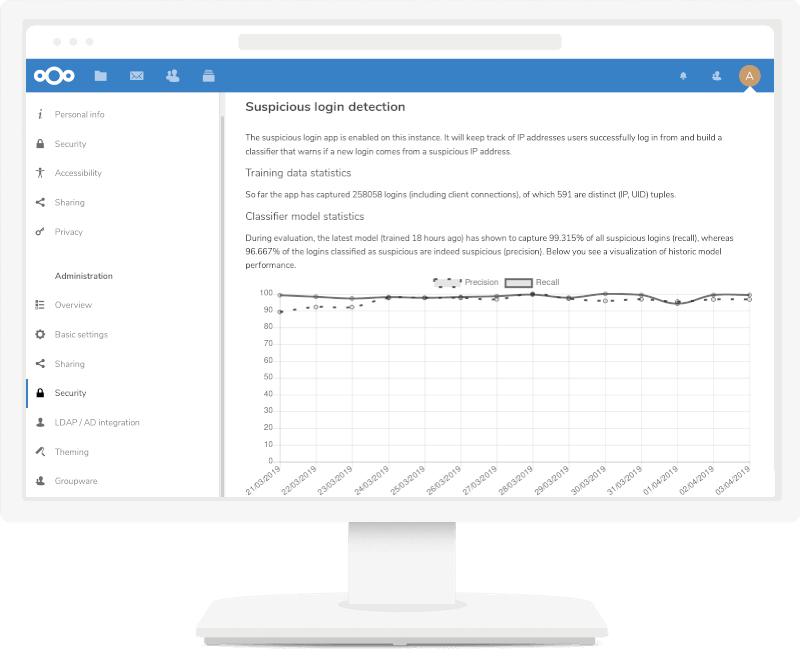 A
Personal info
Security
Accessibility
Sharing
Privacy
Administration
Overview
Basic settings
Sharing
Security
LDAP / AD integration
Theming
Groupware
Suspicious login detection
The suspicious login app is enabled on this instance. It will keep track of IP addresses users successfully log in from and build a
classifier that warns if a new login comes from a suspicious IP address.
Training data statistics
So far the app has captured 258058 logins (including client connections), of which 591 are distinct (IP, UID) tuples.
Classifier model statistics
During evaluation, the latest model (trained 18 hours ago) has shown to capture 99.315% of all suspicious logins (recall), whereas
96.667% of the logins classified as suspicious are indeed suspicious (precision). Below you see a visualization of historic model
performance.
Precision Recall
100
90
80
70
60
50
40
30
20
10
0
21/03/2019 22/03/2019 23/03/2019 24/03/2019 25/03/2019 26/03/2019 27/03/2019 28/03/2019 29/03/2019 30/03/2019 31/03/2019 01/04/2019 02/04/2019 03/04/2019